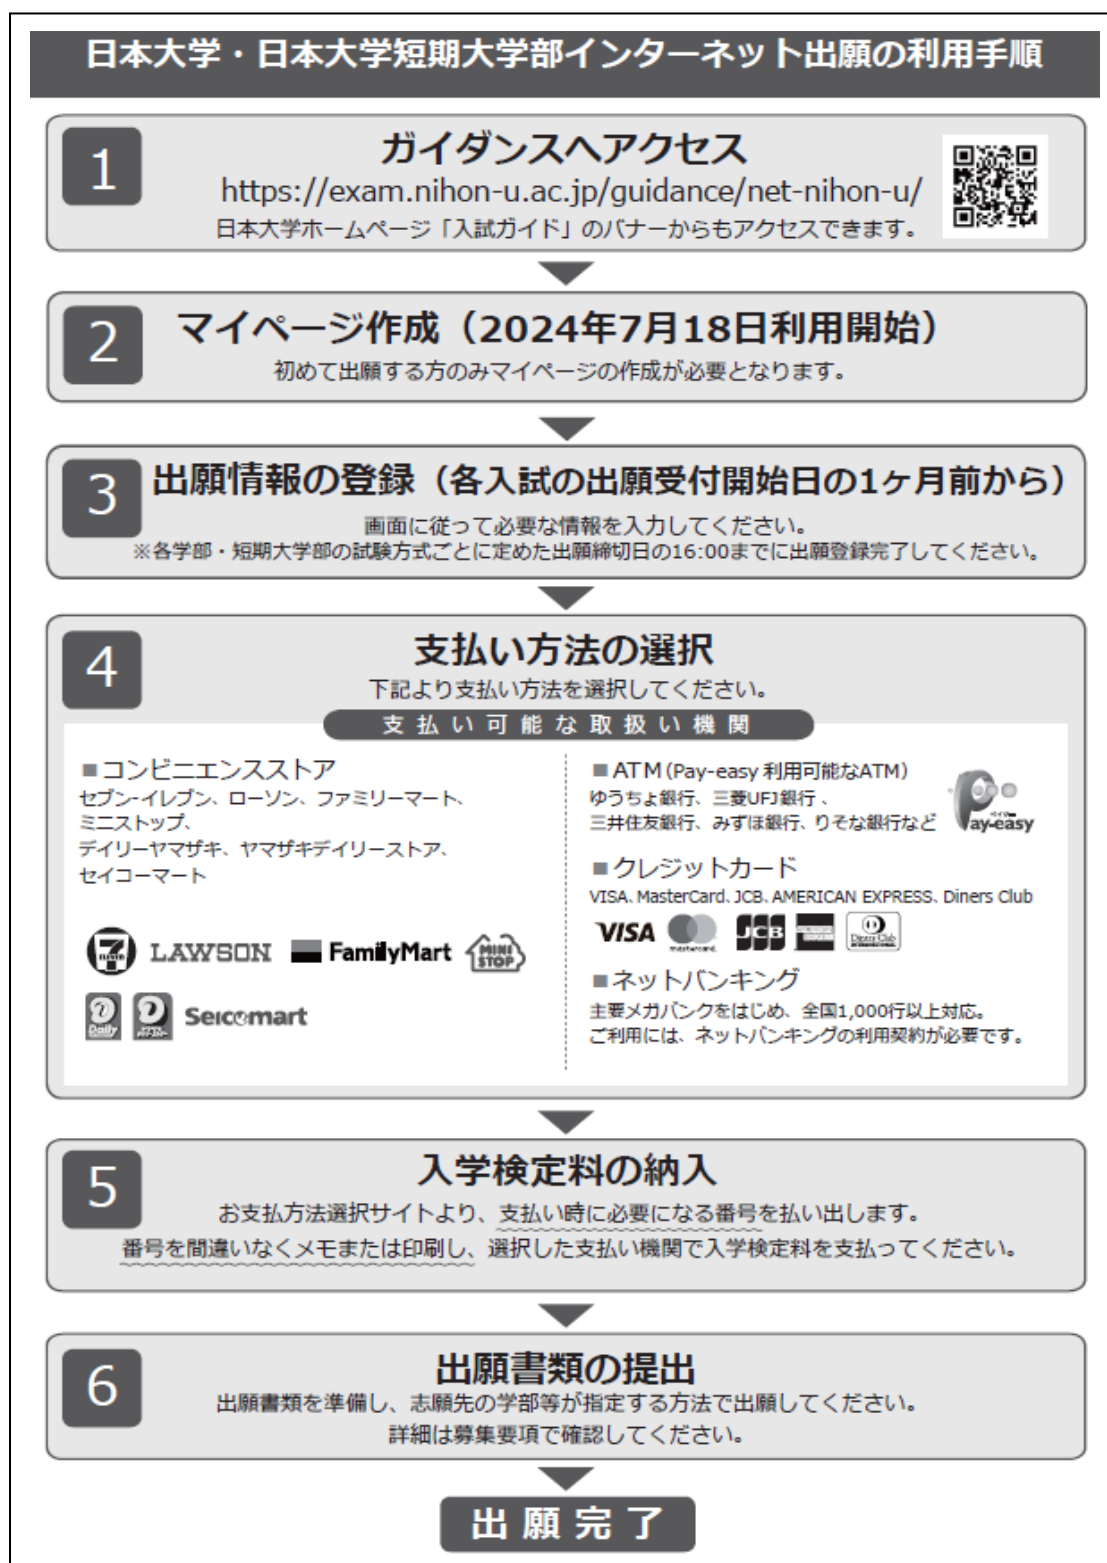 日本大学・日本大学短期大学部インターネット出願の利用手順
1
ガイダンスへアクセス
https://exam.nihon-u.ac.jp/guidance/net-nihon-u/
日本大学ホームページ「入試ガイド」のバナーからもアクセスできます。
2
マイページ作成（2024年7月18日利用開始）
初めて出願する方のみマイページの作成が必要となります。
3
出願情報の登録（各入試の出願受付開始日の1ヶ月前から）
画面に従って必要な情報を入力してください。
※各学部・短期大学部の試験方式ごとに定めた出願締切日の16:00までに出願登録完了してください。
4
支払い方法の選択
下記より支払い方法を選択してください。
支払い可能な取扱い機関
■コンビニエンスストア
セブン-イレブン、ローソン、ファミリーマート、
ミニストップ、
デイリーヤマザキ、ヤマザキデイリーストア、
セイコーマート
7 ELEVEN LAWSON FamilyMart MINI STOP
Daily Seicomart
■ATM（Pay-easy 利用可能なATM）
ゆうちょ銀行、三菱UFJ銀行 、
三井住友銀行、みずほ銀行、りそな銀行など
ペイジー
Pay-easy
■クレジットカード
VISA、MasterCard、JCB、AMERICAN EXPRESS、Diners Club
VISA mastercard. JCB Diners Club INTERNATIONAL
■ネットバンキング
主要メガバンクをはじめ、全国1,000行以上対応。
ご利用には、ネットバンキングの利用契約が必要です。
5
入学検定料の納入
お支払方法選択サイトより、支払い時に必要になる番号を払い出します。
番号を間違いなくメモまたは印刷し、選択した支払い機関で入学検定料を支払ってください。
6
出願書類の提出
出願書類を準備し、志願先の学部等が指定する方法で出願してください。
詳細は募集要項で確認してください。
出願完了